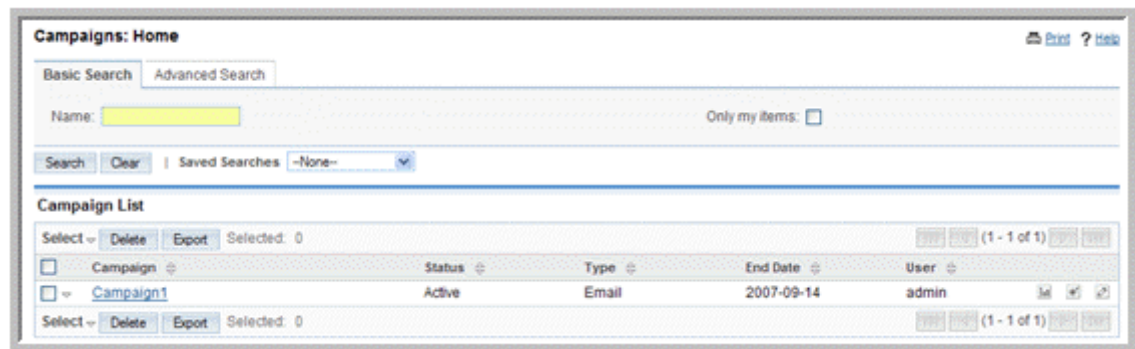 Campaigns: Home Print ? Help
Basic Search Advanced Search
Name: Only my items:
Search Clear | Saved Searches --None--
Campaign List
Select Delete Export Selected: 0 (1 - 1 of 1)
Campaign Status Type End Date User
Campaign1 Active Email 2007-09-14 admin
Select Delete Export Selected: 0 (1 - 1 of 1)